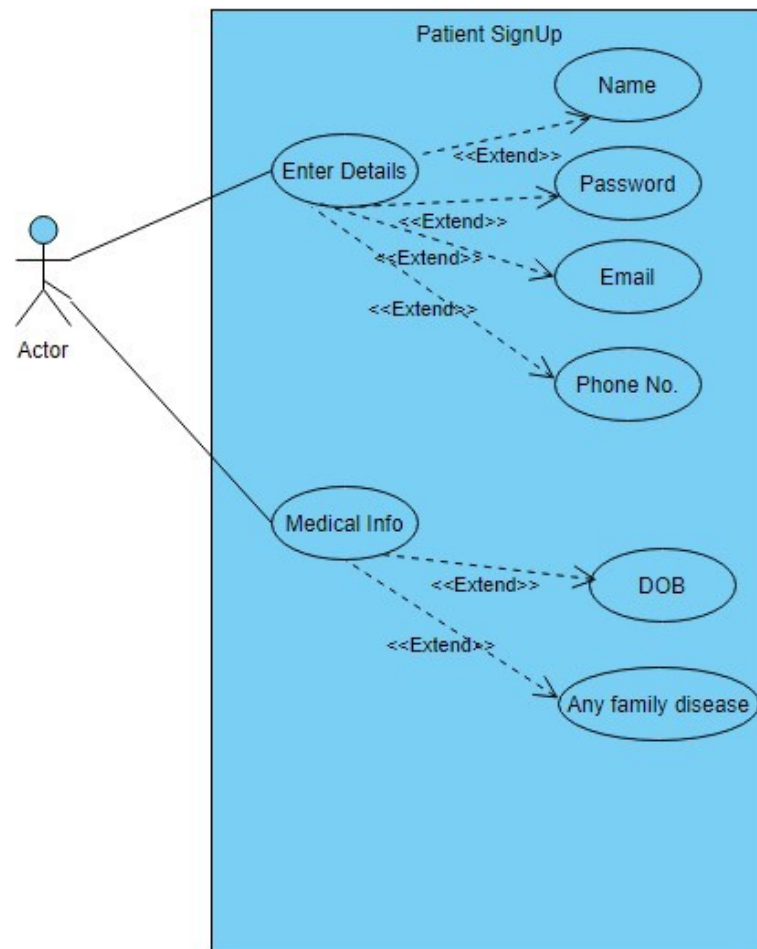 Patient SignUp
Name
<<Extend>>
Enter Details
Password
<<Extend>>
<<Extend>>
Email
<<Extend>>
Actor
Phone No.
Medical Info
<<Extend>>
DOB
<<Extend>>
Any family disease